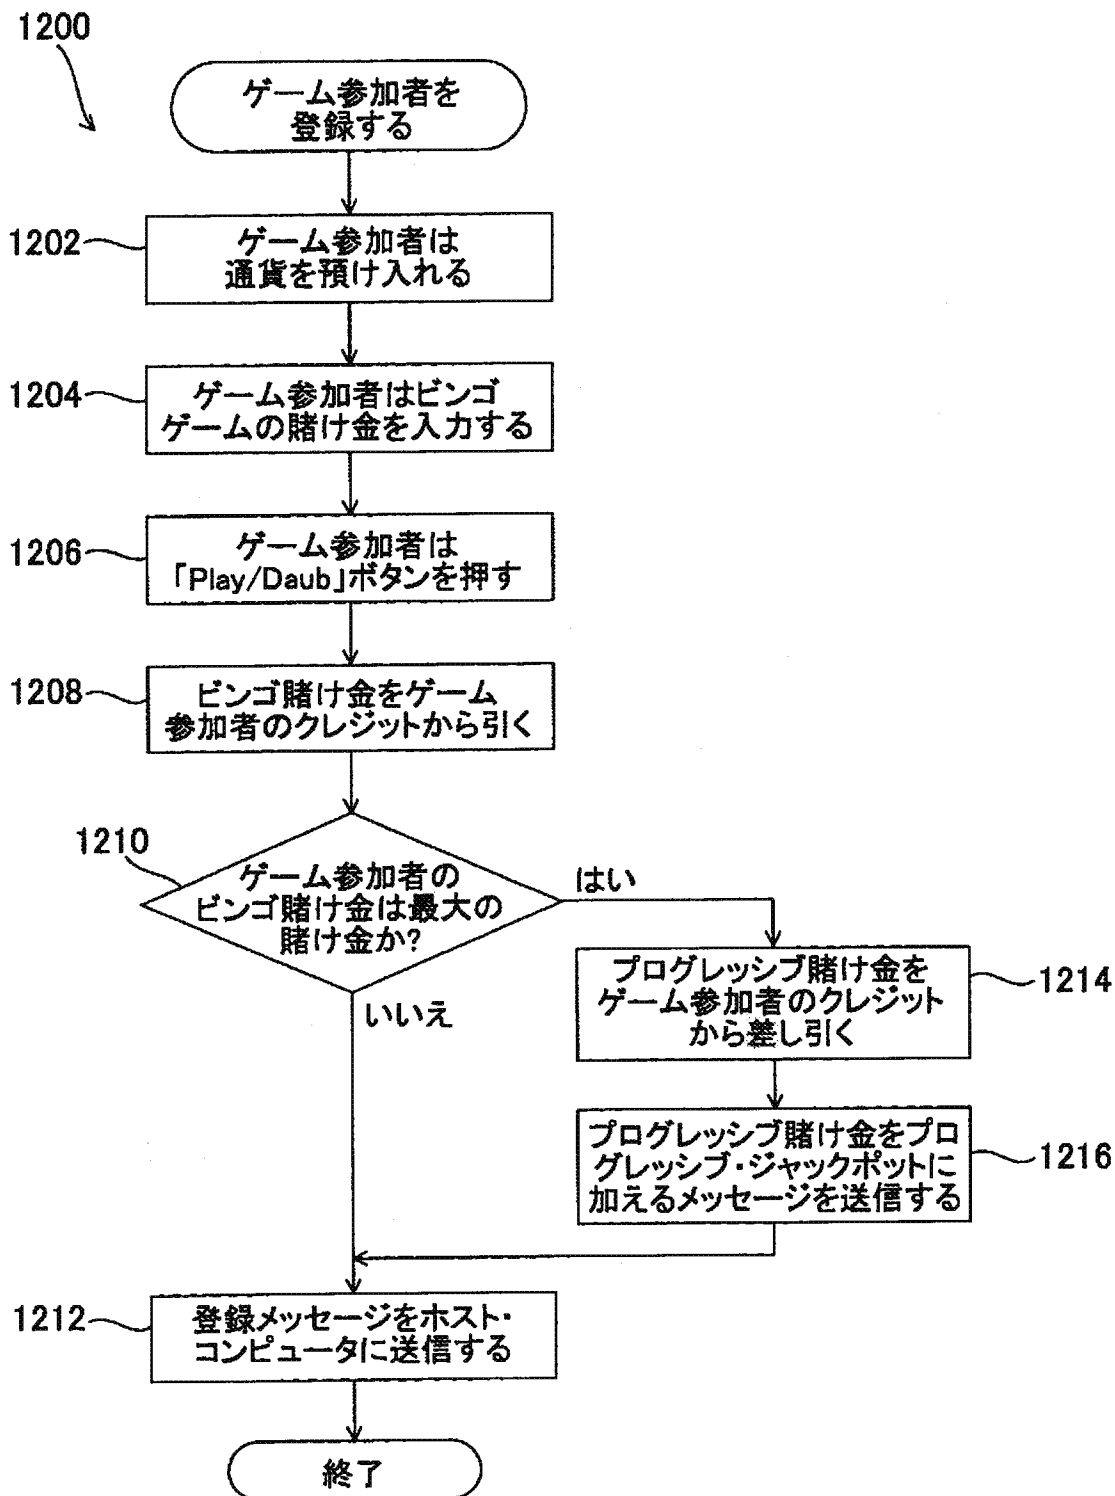 1200
ゲーム参加者を
登録する
1202
ゲーム参加者は
通貨を預け入れる
1204
ゲーム参加者はビンゴ
ゲームの賭け金を入力する
1206
ゲーム参加者は
「Play/Daub」ボタンを押す
1208
ビンゴ賭け金をゲーム
参加者のクレジットから引く
1210
ゲーム参加者の
ビンゴ賭け金は最大の
賭け金か?
はい
いいえ
プログレッシブ賭け金を
ゲーム参加者のクレジット
から差し引く
1214
プログレッシブ賭け金をプロ
グレッシブ・ジャックポットに
加えるメッセージを送信する
1216
1212
登録メッセージをホスト・
コンピュータに送信する
終了